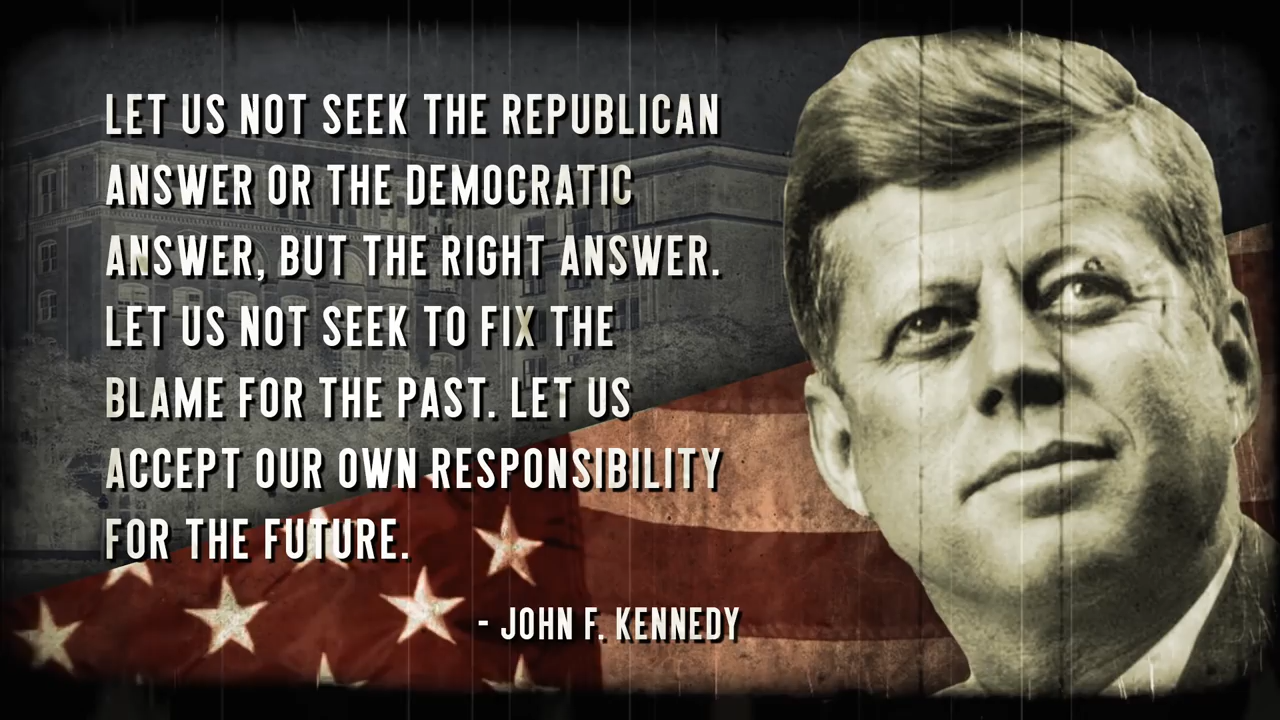 LET US NOT SEEK THE REPUBLICAN
ANSWER OR THE DEMOCRATIC
ANSWER, BUT THE RIGHT ANSWER.
LET US NOT SEEK TO FIX THE
BLAME FOR THE PAST. LET US
ACCEPT OUR OWN RESPONSIBILITY
FOR THE FUTURE.
- JOHN F. KENNEDY